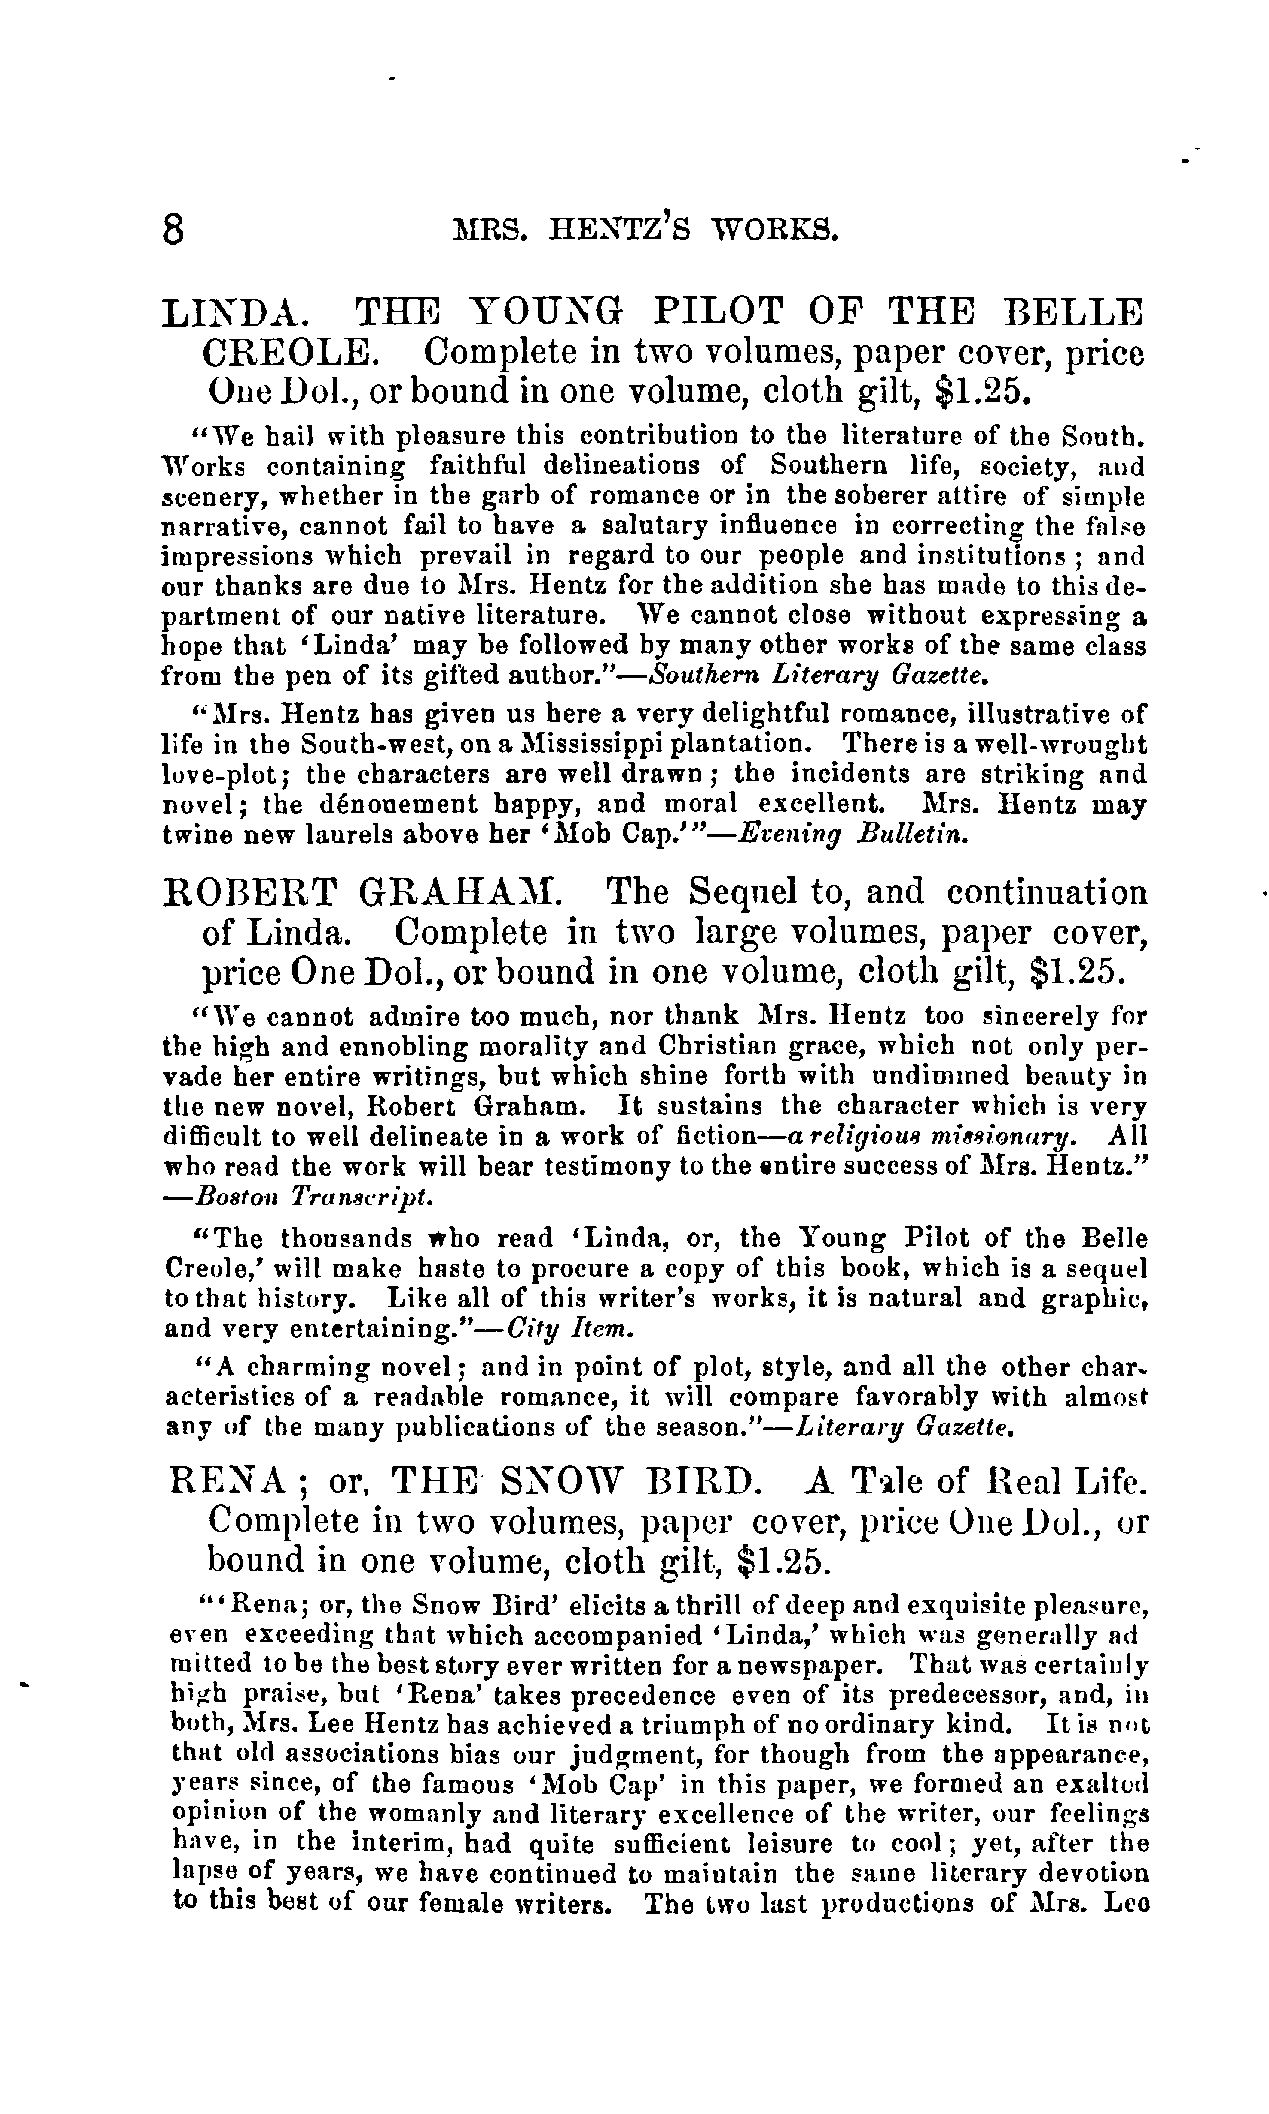 8 MRS. HENTZ'S WORKS.
LINDA. THE YOUNG PILOT OF THE BELLE
CREOLE. Complete in two volumes, paper cover, price
One Dol., or bound in one volume, cloth gilt, $1.25.
"We hail with pleasure this contribution to the literature of the South.
Works containing faithful delineations of Southern life, society, and
scenery, whether in the garb of romance or in the soberer attire of simple
narrative, cannot fail to have a salutary influence in correcting the false
impressions which prevail in regard to our people and institutions; and
our thanks are due to Mrs. Hentz for the addition she has made to this de-
partment of our native literature. We cannot close without expressing a
hope that 'Linda' may be followed by many other works of the same class
from the pen of its gifted author."—Southern Literary Gazette.
"Mrs. Hentz has given us here a very delightful romance, illustrative of
life in the South-west, on a Mississippi plantation. There is a well-wrought
love-plot; the characters are well drawn; the incidents are striking and
novel; the dénouement happy, and moral excellent. Mrs. Hentz may
twine new laurels above her 'Mob Cap.'"—Evening Bulletin.
ROBERT GRAHAM. The Sequel to, and continuation
of Linda. Complete in two large volumes, paper cover,
price One Dol., or bound in one volume, cloth gilt, $1.25.
"We cannot admire too much, nor thank Mrs. Hentz too sincerely for
the high and ennobling morality and Christian grace, which not only per-
vade her entire writings, but which shine forth with undimmed beauty in
the new novel, Robert Graham. It sustains the character which is very
difficult to well delineate in a work of fiction—a religious missionary. All
who read the work will bear testimony to the entire success of Mrs. Hentz."
—Boston Transcript.
"The thousands who read 'Linda, or, the Young Pilot of the Belle
Creole,' will make haste to procure a copy of this book, which is a sequel
to that history. Like all of this writer's works, it is natural and graphic,
and very entertaining."—City Item.
"A charming novel; and in point of plot, style, and all the other char-
acteristics of a readable romance, it will compare favorably with almost
any of the many publications of the season."—Literary Gazette.
RENA; or, THE SNOW BIRD. A Tale of Real Life.
Complete in two volumes, paper cover, price One Dol., or
bound in one volume, cloth gilt, $1.25.
"'Rena; or, the Snow Bird' elicits a thrill of deep and exquisite pleasure,
even exceeding that which accompanied 'Linda,' which was generally ad
mitted to be the best story ever written for a newspaper. That was certainly
high praise, but 'Rena' takes precedence even of its predecessor, and, in
both, Mrs. Lee Hentz has achieved a triumph of no ordinary kind. It is not
that old associations bias our judgment, for though from the appearance,
years since, of the famous 'Mob Cap' in this paper, we formed an exalted
opinion of the womanly and literary excellence of the writer, our feelings
have, in the interim, had quite sufficient leisure to cool; yet, after the
lapse of years, we have continued to maintain the same literary devotion
to this best of our female writers. The two last productions of Mrs. Lee